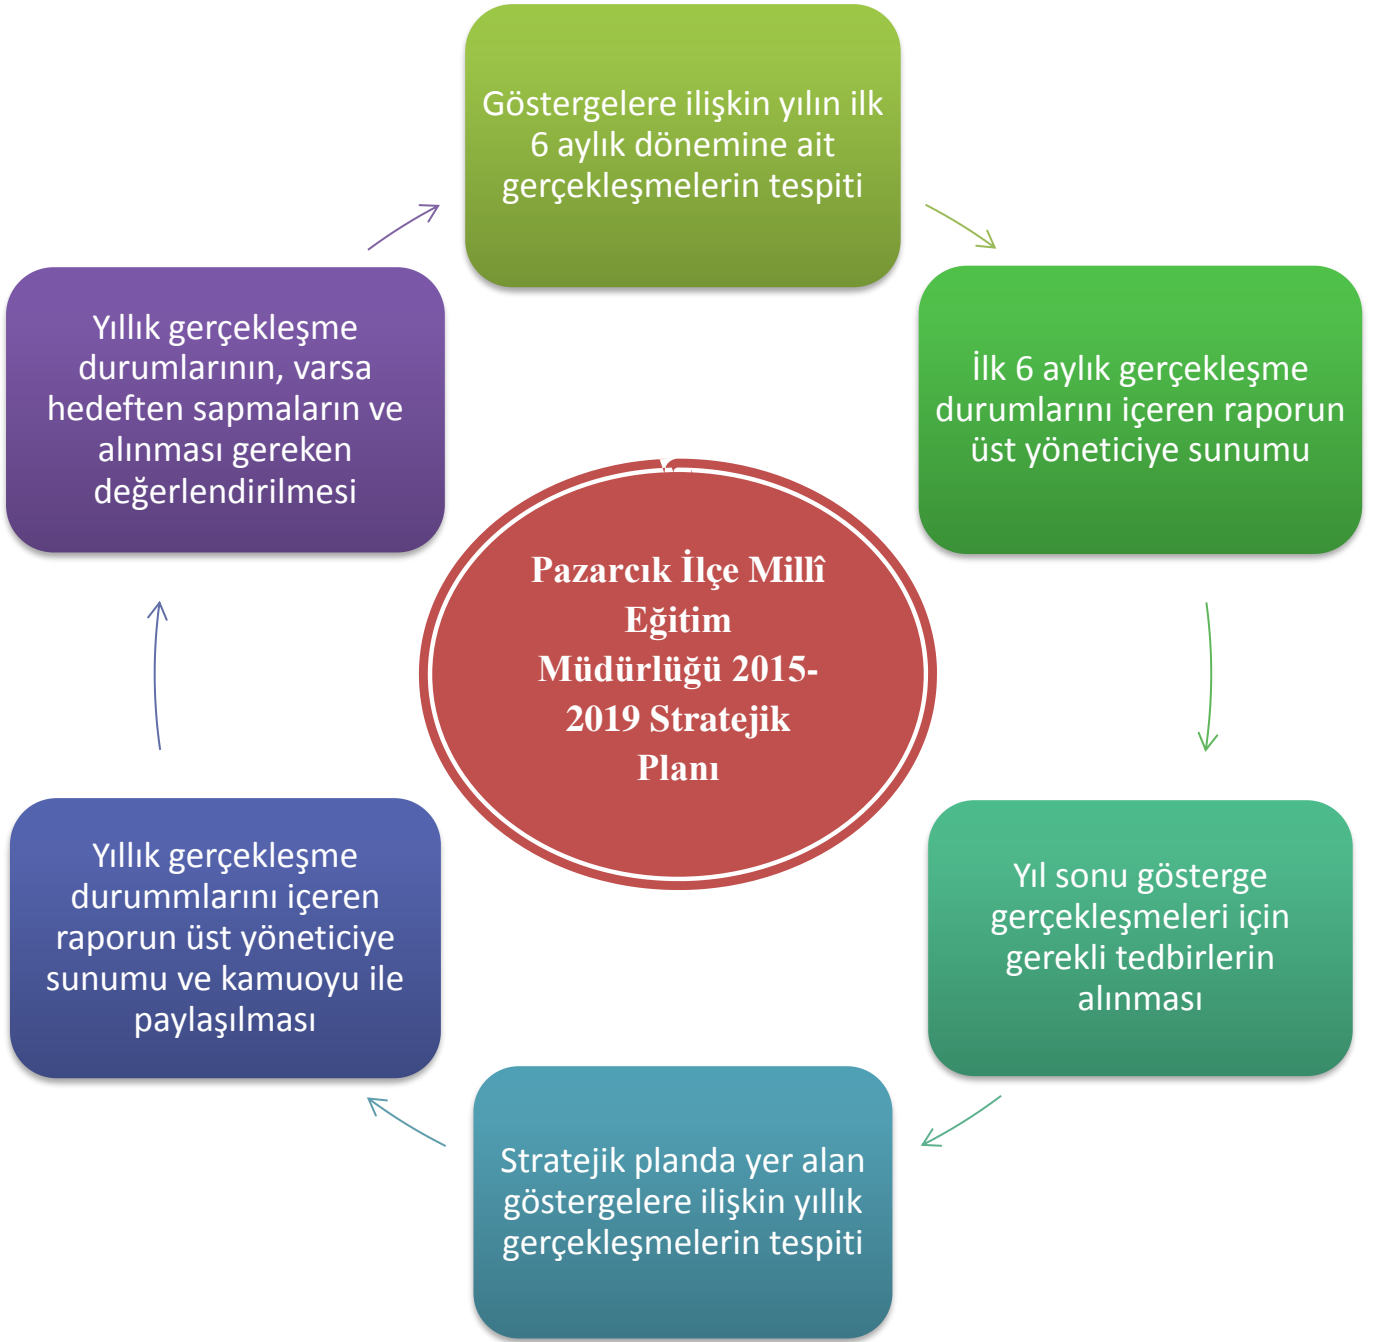 Göstergelere ilişkin yılın ilk
6 aylık dönemine ait
gerçekleşmelerin tespiti
İlk 6 aylık gerçekleşme
durumlarını içeren raporun
üst yöneticiye sunumu
Yıl sonu gösterge
gerçekleşmeleri için
gerekli tedbirlerin
alınması
Stratejik planda yer alan
göstergelere ilişkin yıllık
gerçekleşmelerin tespiti
Yıllık gerçekleşme
durummlarını içeren
raporun üst yöneticiye
sunumu ve kamuoyu ile
paylaşılması
Yıllık gerçekleşme
durumlarının, varsa
hedeften sapmaların ve
alınması gereken
değerlendirilmesi
Pazarcık İlçe Millî
Eğitim
Müdürlüğü 2015-
2019 Stratejik
Planı